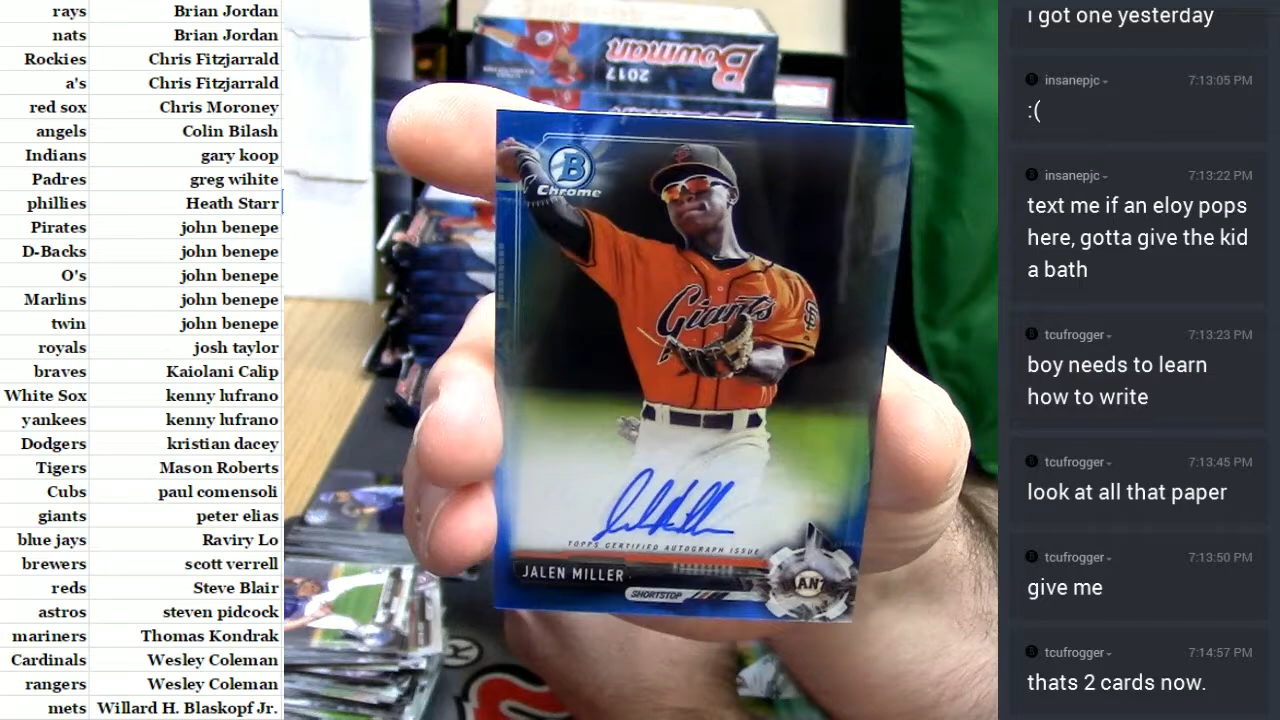 rays Brian Jordan
nats Brian Jordan
Rockies Chris Fitzjarrald
a's Chris Fitzjarrald
red sox Chris Moroney
angels Colin Bilash
Indians gary koop
Padres greg wihite
phillies Heath Starr
Pirates john benepe
D-Backs john benepe
O's john benepe
Marlins john benepe
twin john benepe
royals josh taylor
braves Kaiolani Calip
White Sox kenny lufrano
yankees kenny lufrano
Dodgers kristian dacey
Tigers Mason Roberts
Cubs paul comensoli
giants peter elias
blue jays Raviry Lo
brewers scott verrell
reds Steve Blair
astros steven pidcock
mariners Thomas Kondrak
Cardinals Wesley Coleman
rangers Wesley Coleman
mets Willard H. Blaskopf Jr.
2017 Bowman
B
Chrome
Giants
SF
TOPPS CERTIFIED AUTOGRAPH ISSUE
JALEN MILLER
SHORTSTOP
i got one yesterday
insanepjc 7:13:05 PM
:(
insanepjc 7:13:22 PM
text me if an eloy pops
here, gotta give the kid
a bath
tcufrogger 7:13:23 PM
boy needs to learn
how to write
tcufrogger 7:13:45 PM
look at all that paper
tcufrogger 7:13:50 PM
give me
tcufrogger 7:14:57 PM
thats 2 cards now.